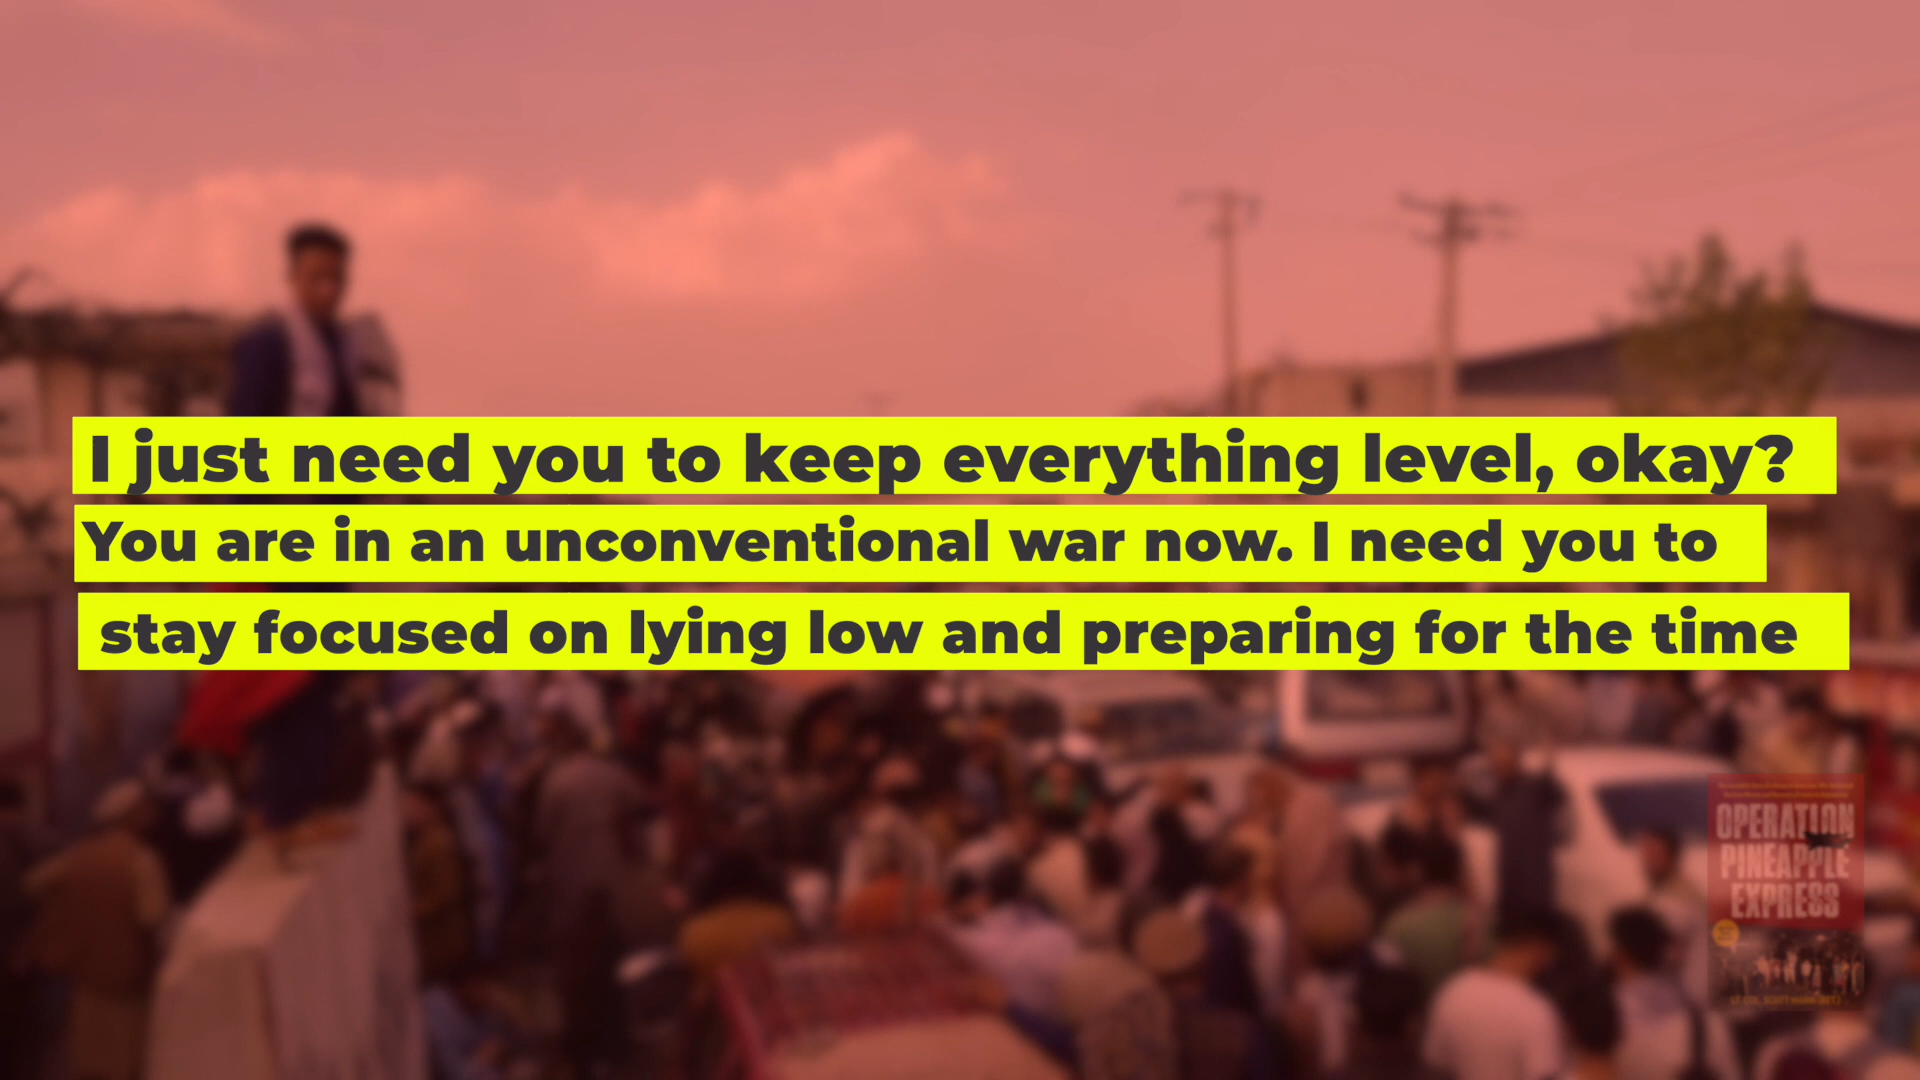 I just need you to keep everything level, okay?
You are in an unconventional war now. I need you to
stay focused on lying low and preparing for the time
OPERATION
PINEAPPLE
EXPRESS